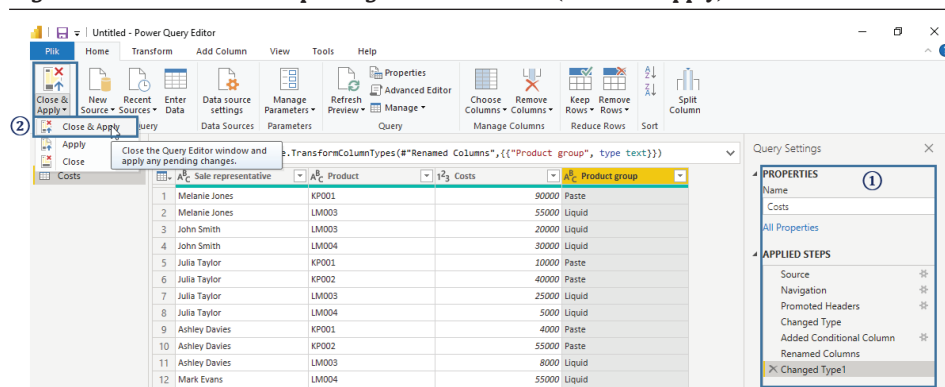 Untitled - Power Query Editor
Plik Home Transform Add Column View Tools Help
Close & Apply
New Source
Recent Sources
Enter Data
Data source settings
Manage Parameters
Refresh Preview
Properties
Advanced Editor
Manage
Choose Columns
Remove Columns
Keep Rows
Remove Rows
Split Column
Data Sources Parameters Query Manage Columns Reduce Rows Sort
② Close & Apply
Apply
Close
Close the Query Editor window and
apply any pending changes.
.TransformColumnTypes(#"Renamed Columns",{{"Product group", type text}})
Costs
Sale representative Product Costs Product group
1 Melanie Jones KP001 90000 Paste
2 Melanie Jones LM003 55000 Liquid
3 John Smith LM003 20000 Liquid
4 John Smith LM004 30000 Liquid
5 Julia Taylor KP001 10000 Paste
6 Julia Taylor KP002 40000 Paste
7 Julia Taylor LM003 25000 Liquid
8 Julia Taylor LM004 5000 Liquid
9 Ashley Davies KP001 4000 Paste
10 Ashley Davies KP002 55000 Paste
11 Ashley Davies LM003 8000 Liquid
12 Mark Evans LM004 55000 Liquid
Query Settings
PROPERTIES ①
Name
Costs
All Properties
APPLIED STEPS
Source
Navigation
Promoted Headers
Changed Type
Added Conditional Column
Renamed Columns
Changed Type1